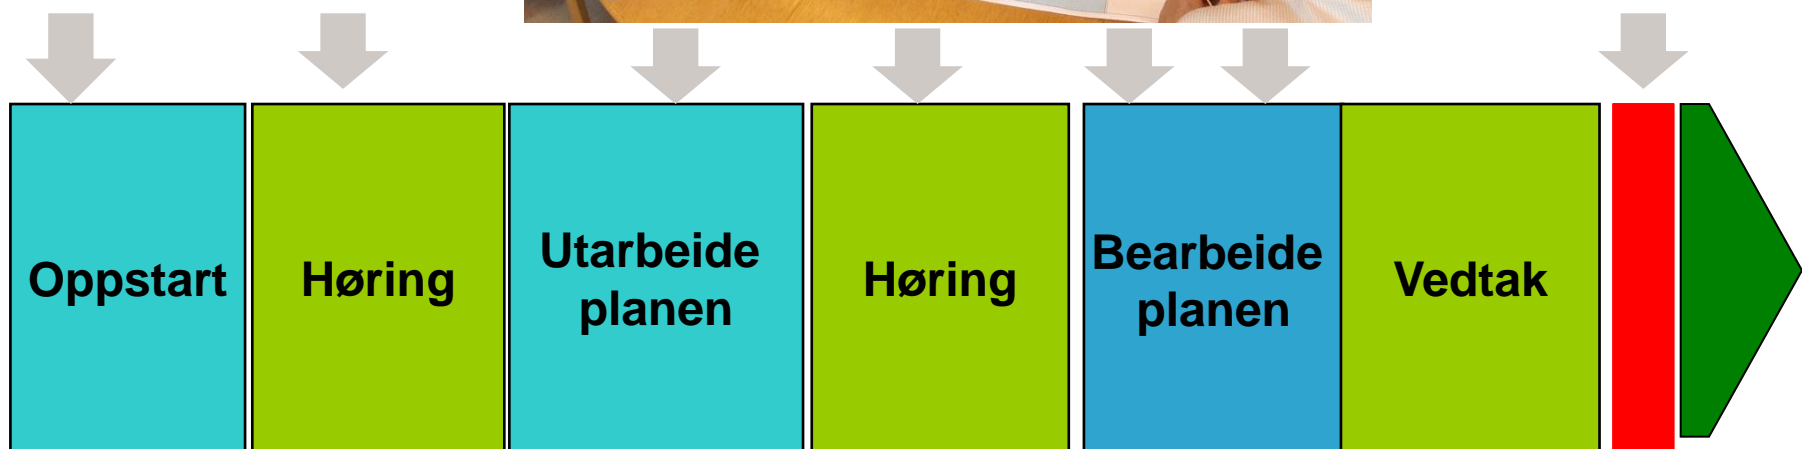 Oppstart
Høring
Utarbeide
planen
Høring
Bearbeide
planen
Vedtak